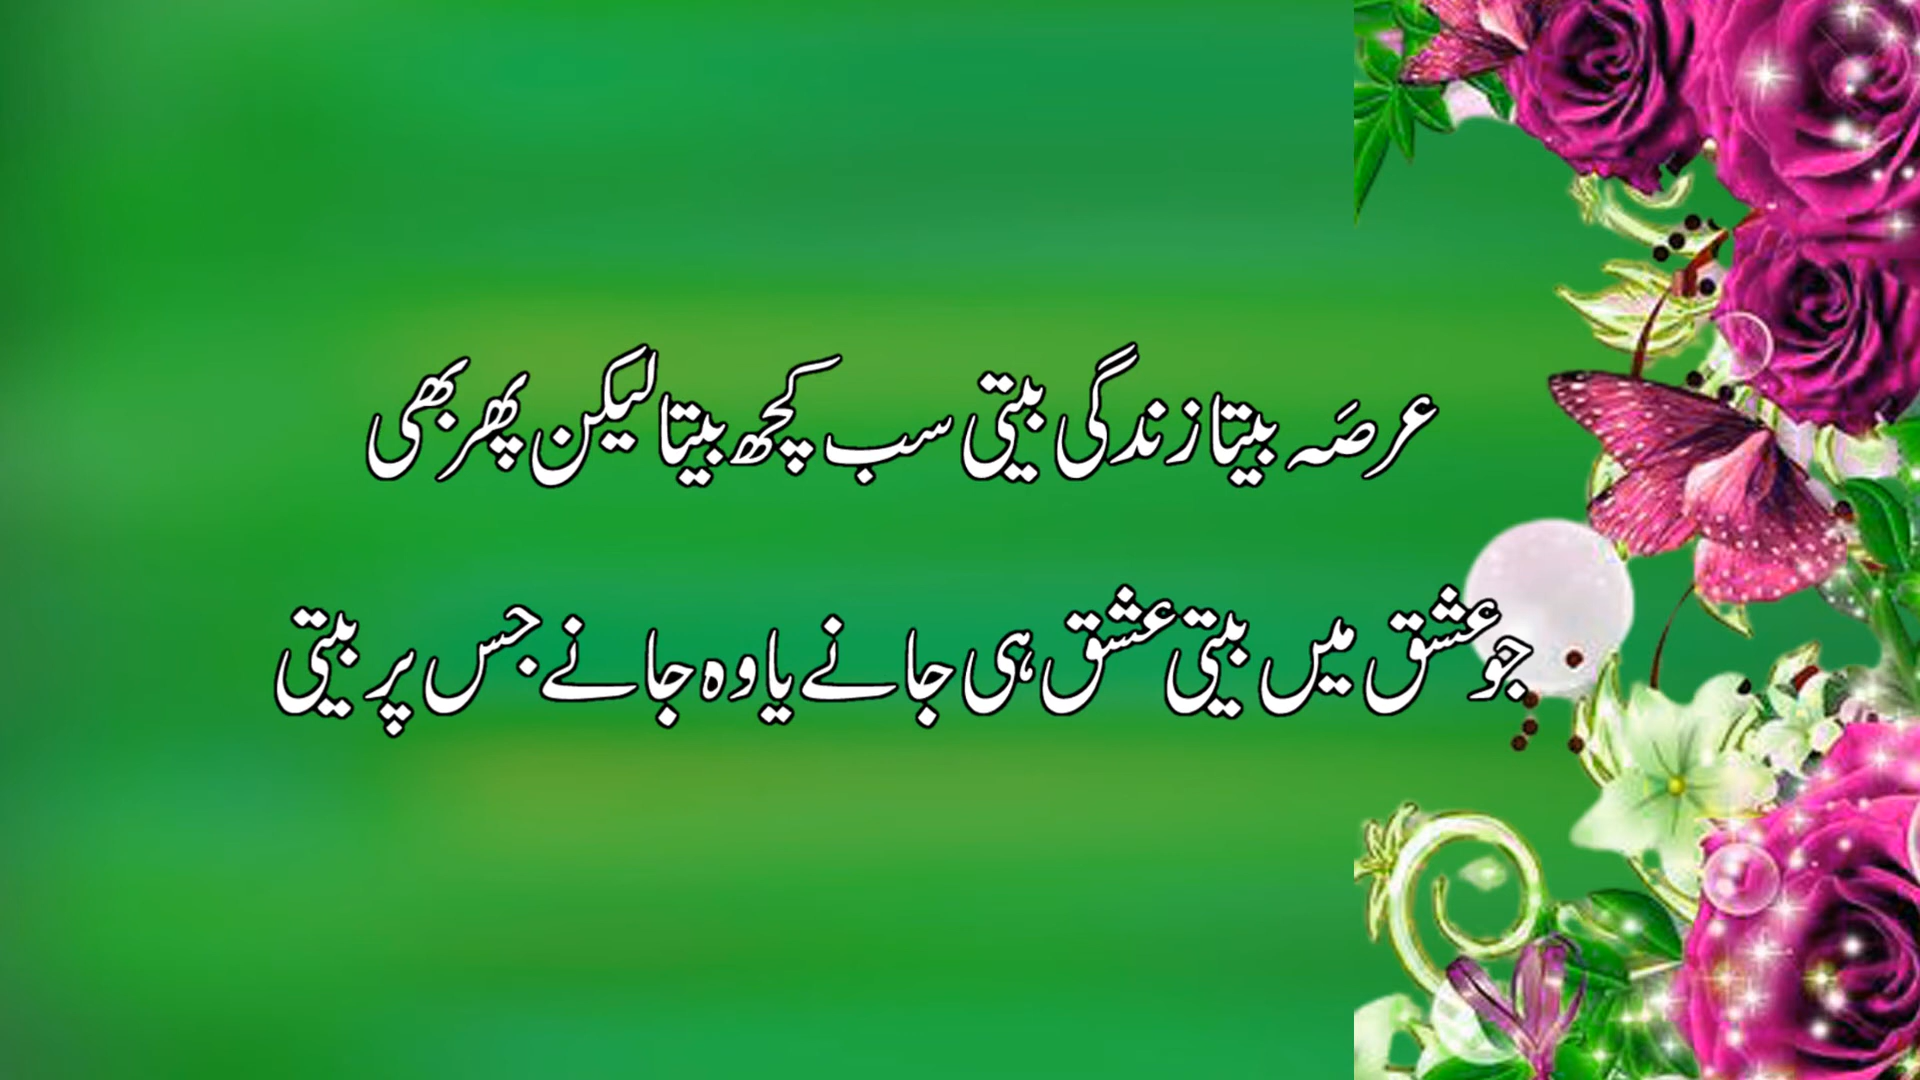 عرصَہ بیتا زندگی بیتی سب کچھ بیتا لیکن پھر بھی
جو عشق میں بیتی عشق ہی جانے یا وہ جانے جس پر بیتی